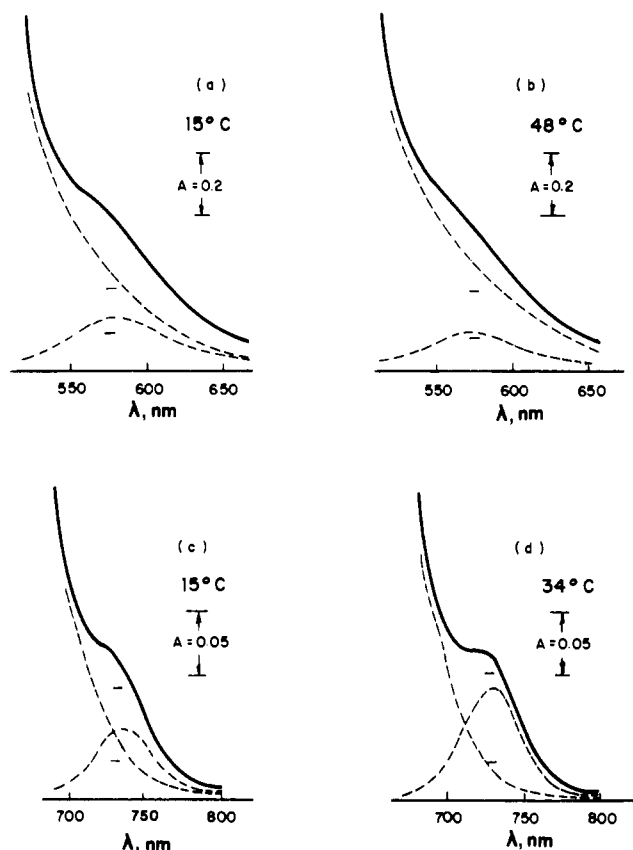 (a)
15°C
A = 0.2
550 600 650
λ, nm
(b)
48°C
A = 0.2
550 600 650
λ, nm
(c)
15°C
A = 0.05
700 750 800
λ, nm
(d)
34°C
A = 0.05
700 750 800
λ, nm